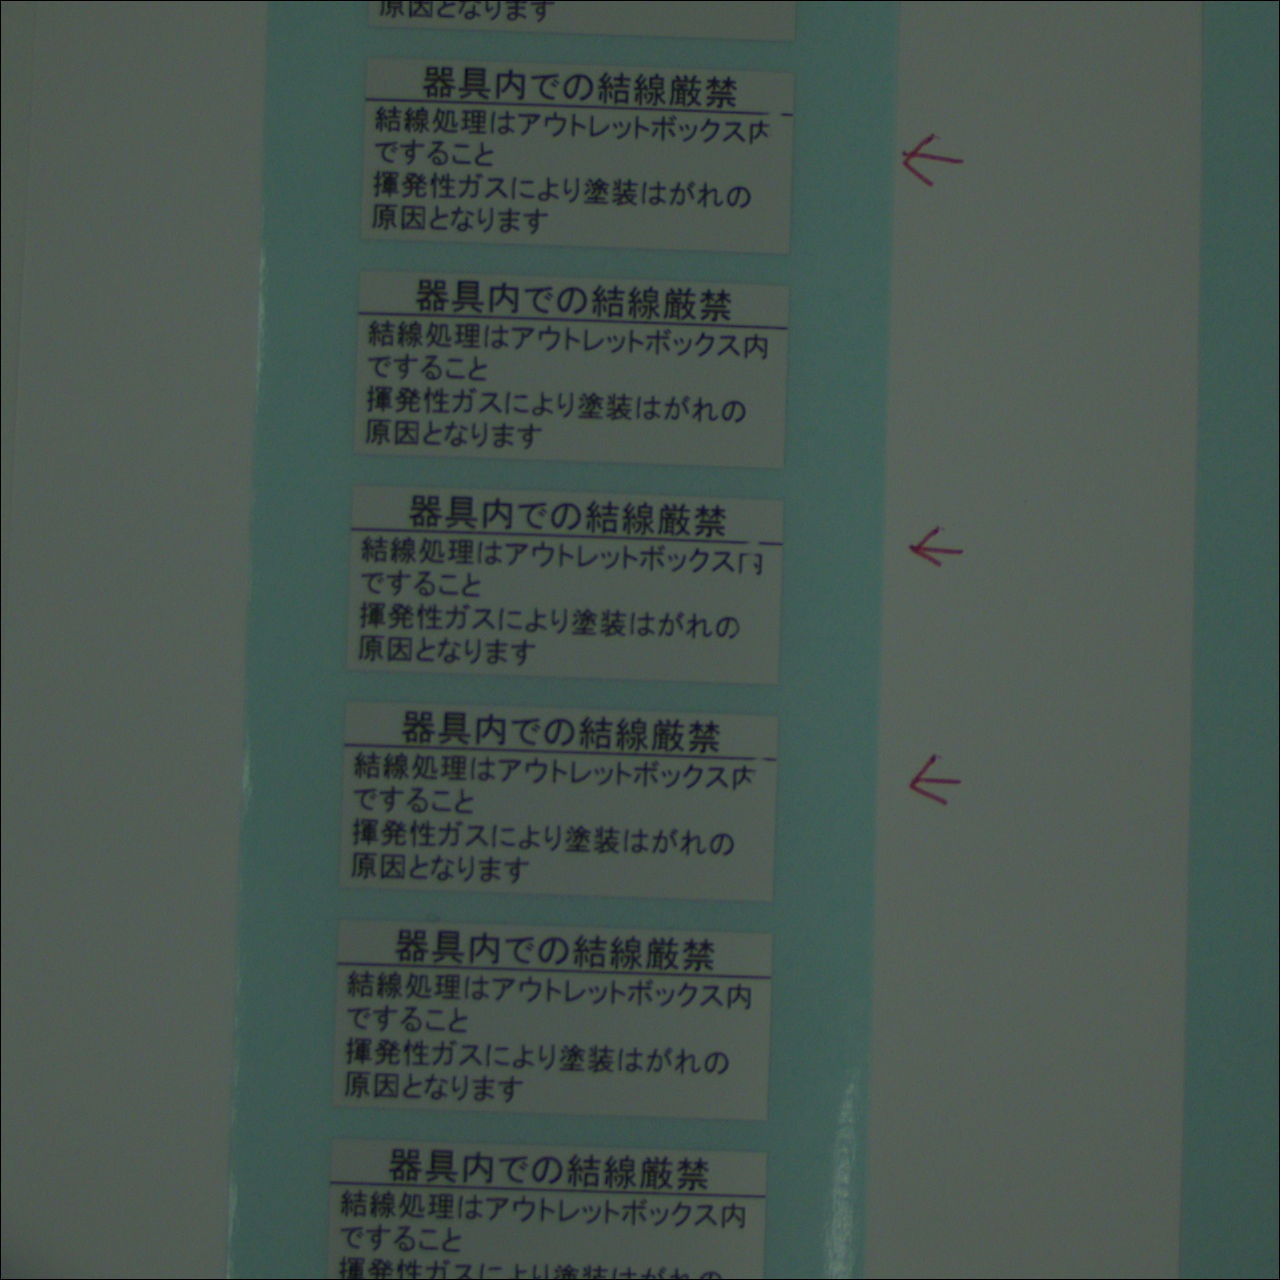 原因となります
器具内での結線厳禁
結線処理はアウトレットボックス内
ですること
揮発性ガスにより塗装はがれの
原因となります
器具内での結線厳禁
結線処理はアウトレットボックス内
ですること
揮発性ガスにより塗装はがれの
原因となります
器具内での結線厳禁
結線処理はアウトレットボックス内
ですること
揮発性ガスにより塗装はがれの
原因となります
器具内での結線厳禁
結線処理はアウトレットボックス内
ですること
揮発性ガスにより塗装はがれの
原因となります
器具内での結線厳禁
結線処理はアウトレットボックス内
ですること
揮発性ガスにより塗装はがれの
原因となります
器具内での結線厳禁
結線処理はアウトレットボックス内
ですること
揮発性ガスにより塗装はがれの